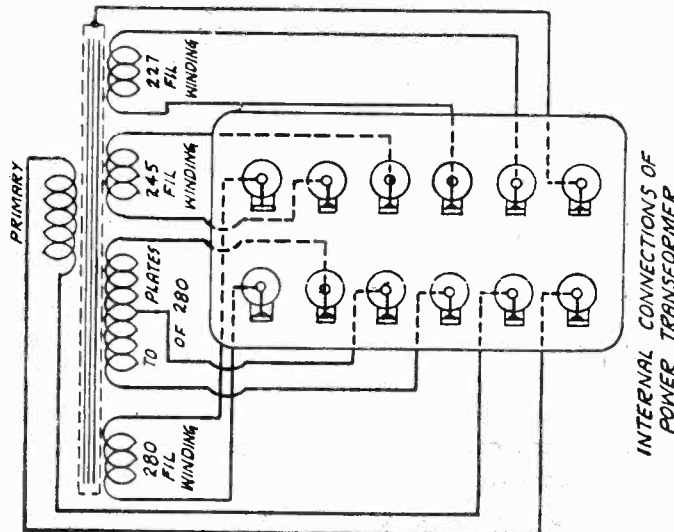 PRIMARY
227
FIL
WINDING
245
FIL
WINDING
PLATES
OF 280
TO
280
FIL
WINDING
INTERNAL CONNECTIONS OF
POWER TRANSFORMER